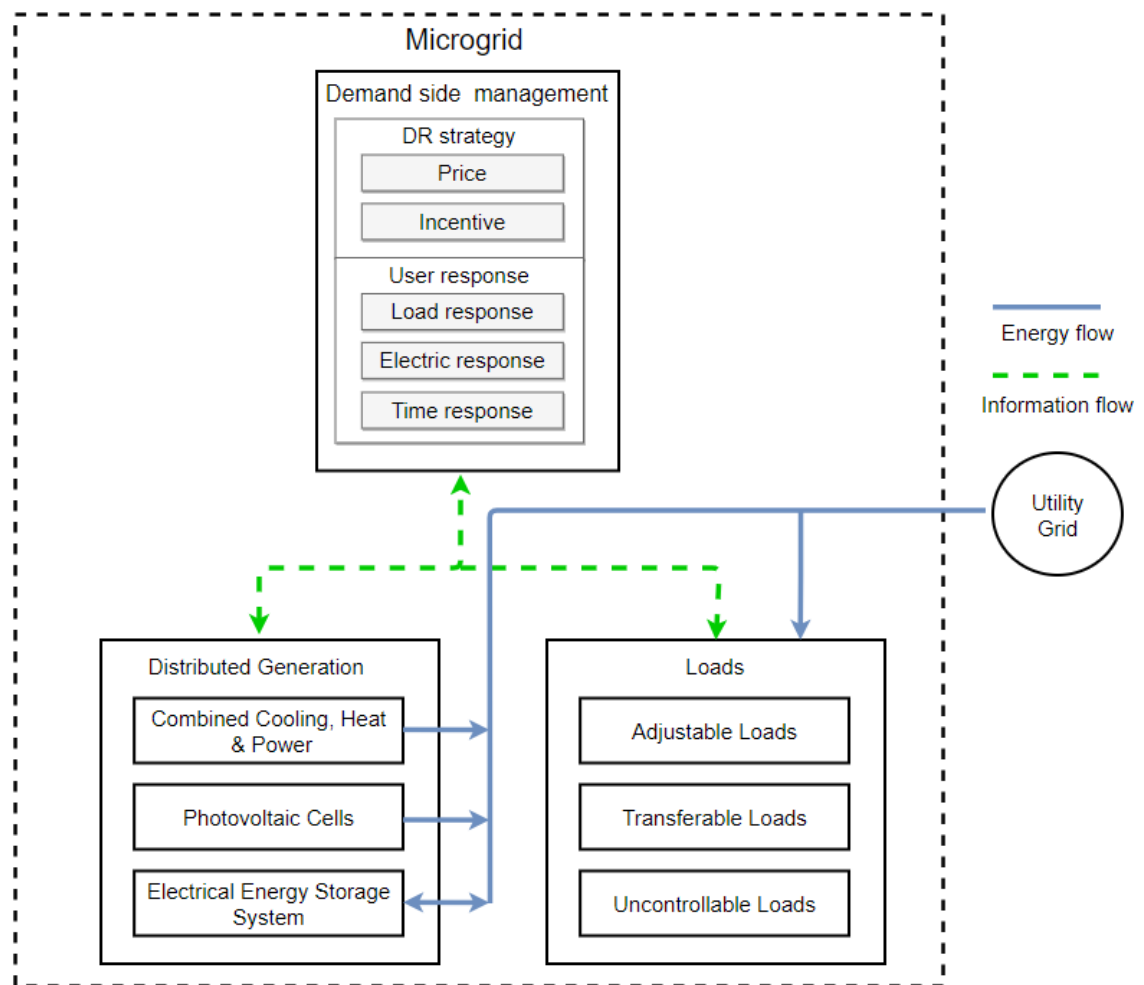 Microgrid
Demand side management
DR strategy
Price
Incentive
User response
Load response
Electric response
Time response
Energy flow
Information flow
Utility
Grid
Distributed Generation
Combined Cooling, Heat
& Power
Photovoltaic Cells
Electrical Energy Storage
System
Loads
Adjustable Loads
Transferable Loads
Uncontrollable Loads